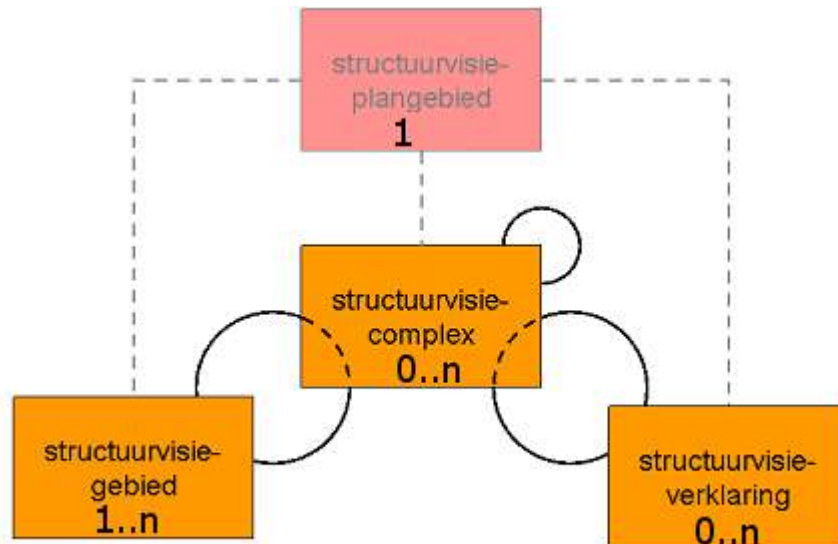 structuurvisie-
plangebied
1
structuurvisie-
complex
0..n
structuurvisie-
gebied
1..n
structuurvisie-
verklaring
0..n